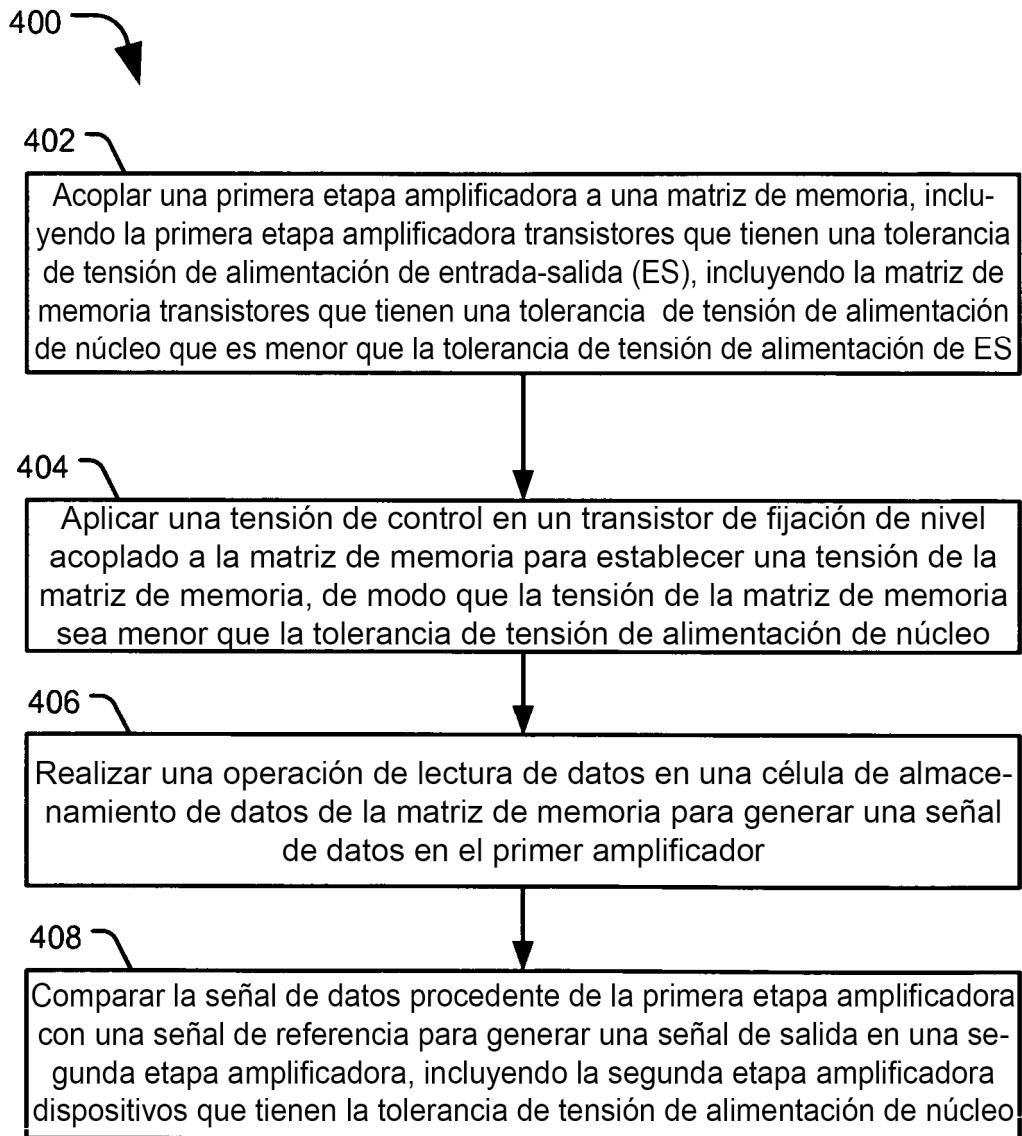 400
402
Acoplar una primera etapa amplificadora a una matriz de memoria, inclu-
yendo la primera etapa amplificadora transistores que tienen una tolerancia
de tensión de alimentación de entrada-salida (ES), incluyendo la matriz de
memoria transistores que tienen una tolerancia de tensión de alimentación
de núcleo que es menor que la tolerancia de tensión de alimentación de ES
404
Aplicar una tensión de control en un transistor de fijación de nivel
acoplado a la matriz de memoria para establecer una tensión de la
matriz de memoria, de modo que la tensión de la matriz de memoria
sea menor que la tolerancia de tensión de alimentación de núcleo
406
Realizar una operación de lectura de datos en una célula de almace-
namiento de datos de la matriz de memoria para generar una señal
de datos en el primer amplificador
408
Comparar la señal de datos procedente de la primera etapa amplificadora
con una señal de referencia para generar una señal de salida en una se-
gunda etapa amplificadora, incluyendo la segunda etapa amplificadora
dispositivos que tienen la tolerancia de tensión de alimentación de núcleo